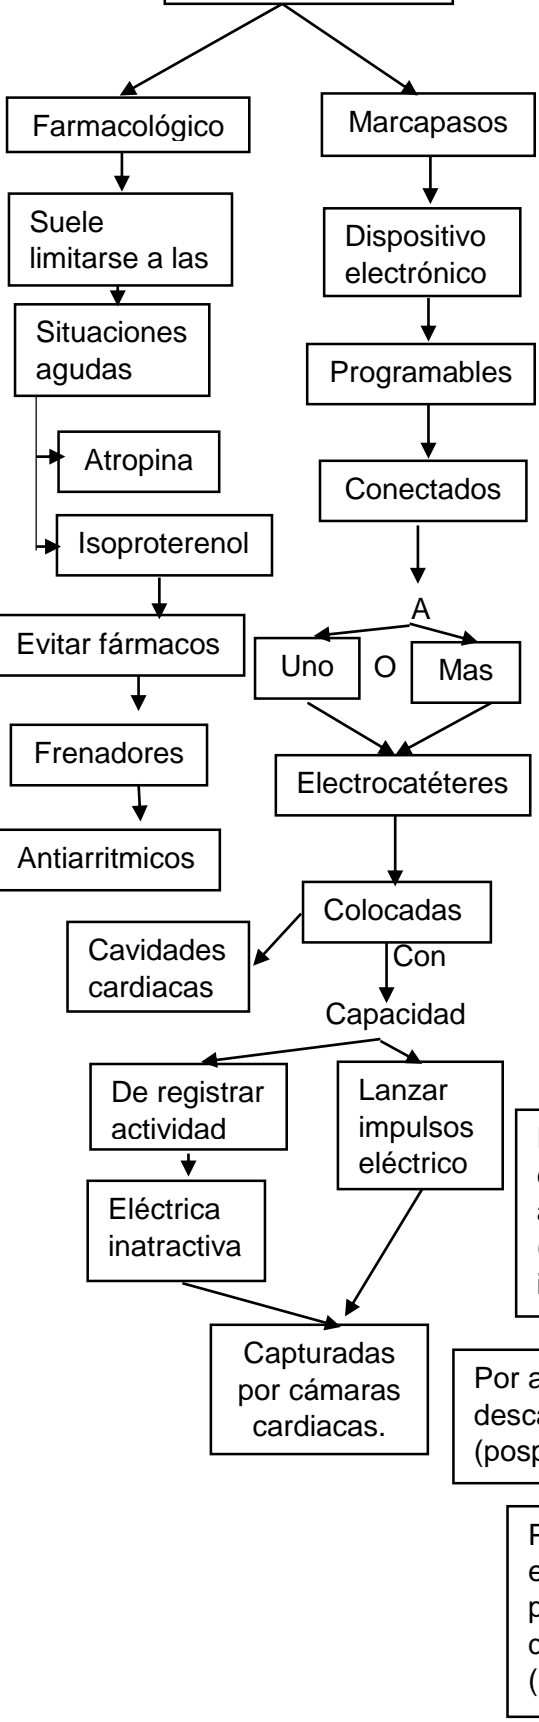 Farmacológico
Marcapasos
Suele
limitarse a las
Dispositivo
electrónico
Situaciones
agudas
Programables
Atropina
Conectados
Isoproterenol
A
Evitar fármacos
Uno
O
Mas
Frenadores
Electrocatéteres
Antiarritmicos
Colocadas
Cavidades
cardiacas
Con
Capacidad
De registrar
actividad
Lanzar
impulsos
eléctrico
Eléctrica
inatractiva
Capturadas
por cámaras
cardiacas.
Por